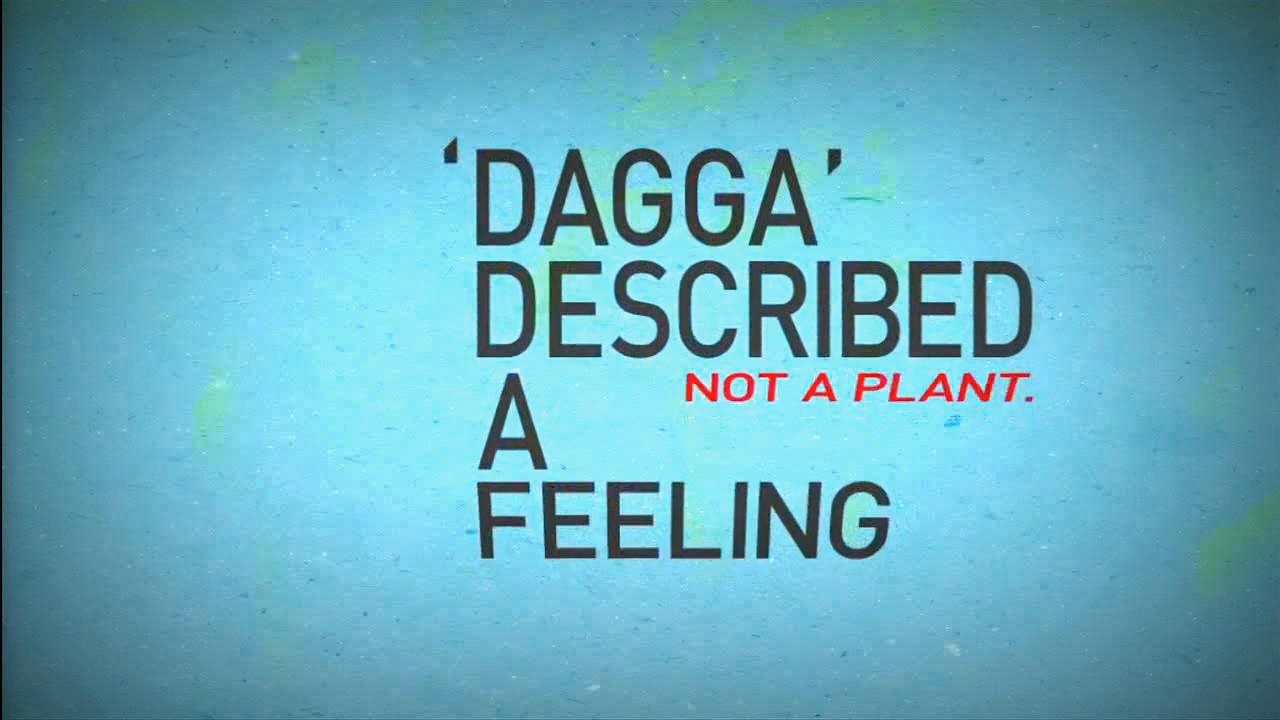 ‘DAGGA’
DESCRIBED
NOT A PLANT.
A
FEELING